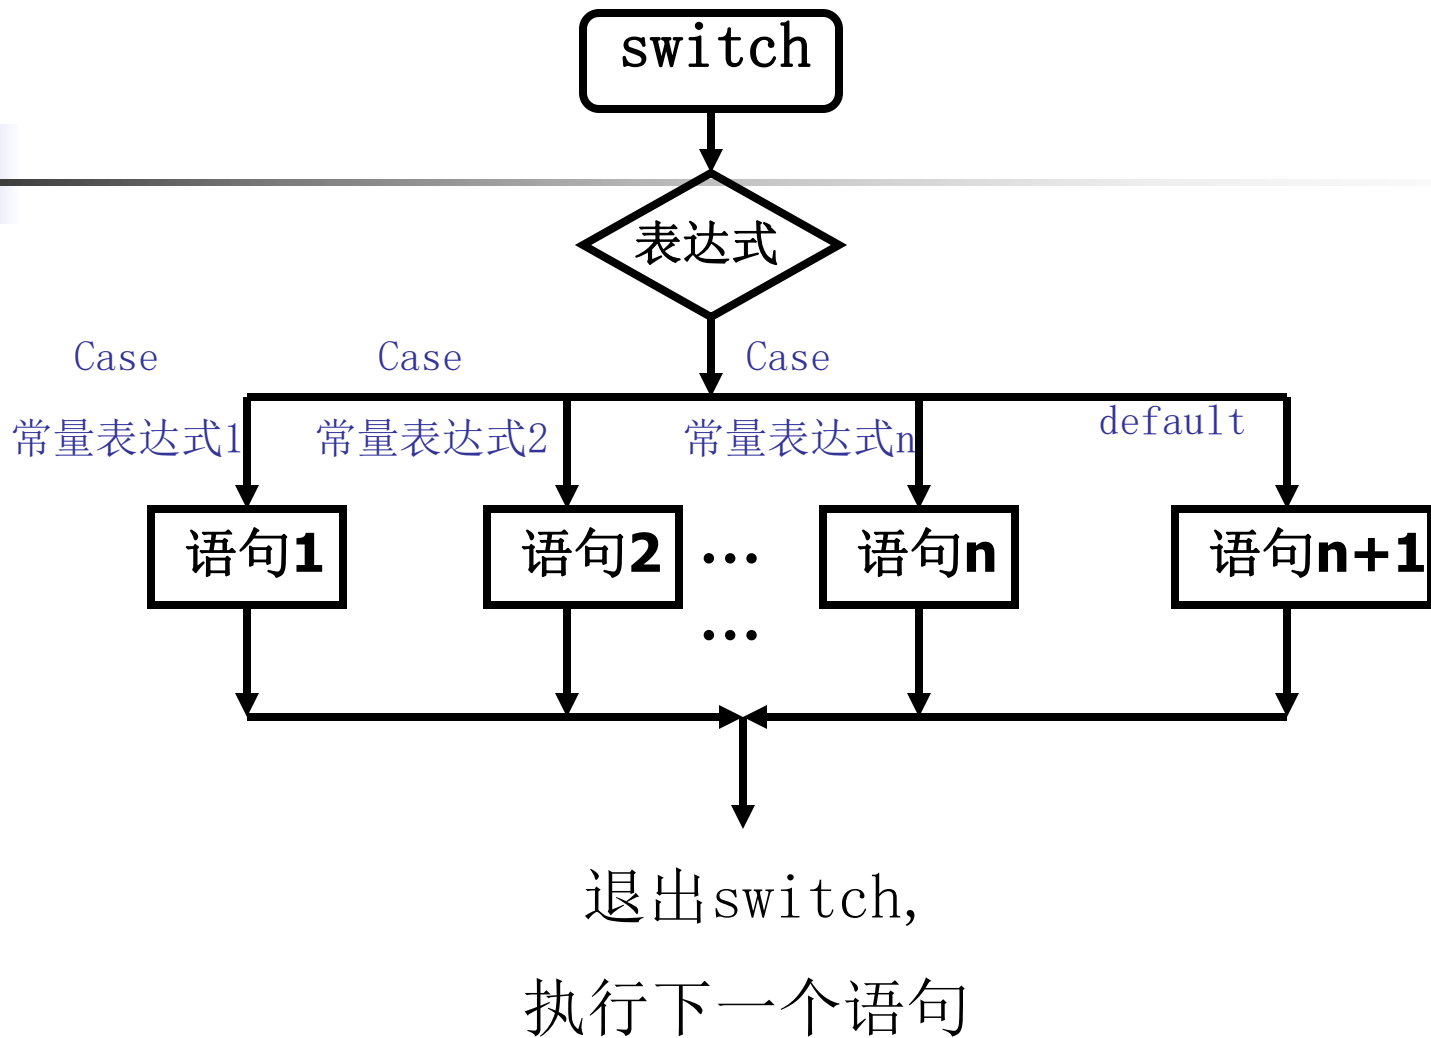 switch
表达式
Case
常量表达式1
Case
常量表达式2
Case
常量表达式n
default
语句1
语句2
…
…
语句n
语句n+1
退出switch,
执行下一个语句